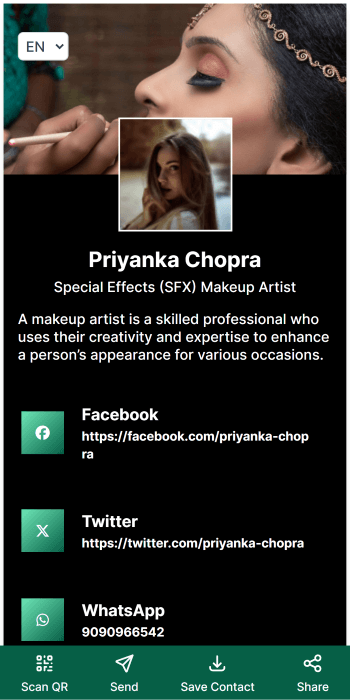 EN
Priyanka Chopra
Special Effects (SFX) Makeup Artist
A makeup artist is a skilled professional who
uses their creativity and expertise to enhance
a person’s appearance for various occasions.
Facebook
https://facebook.com/priyanka-chop
ra
Twitter
https://twitter.com/priyanka-chopra
WhatsApp
9090966542
Scan QR
Send
Save Contact
Share